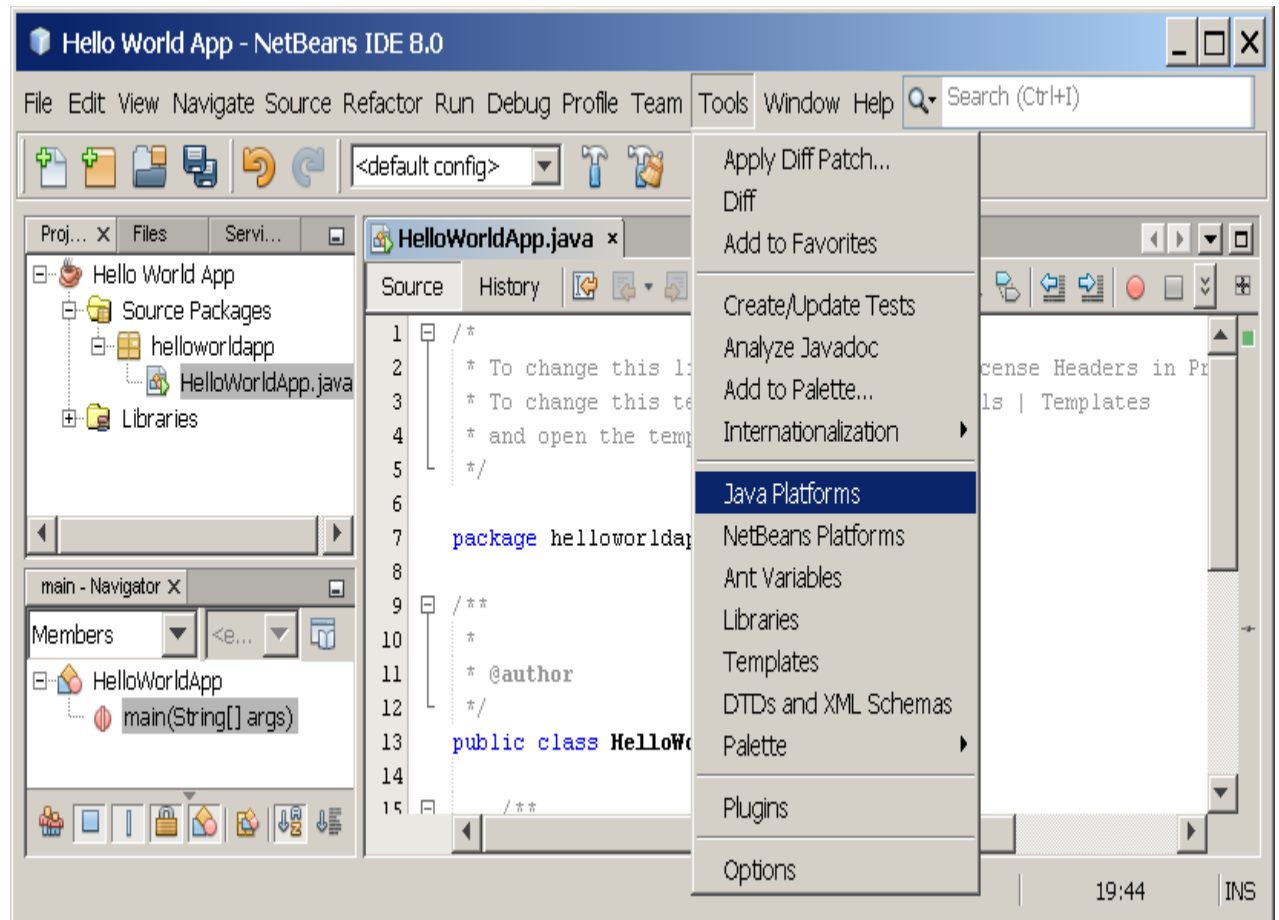 Hello World App - NetBeans IDE 8.0
File Edit View Navigate Source Refactor Run Debug Profile Team Tools Window Help Search (Ctrl+I)
<default config>
Proj... Files Servi...
Hello World App
Source Packages
helloworldapp
HelloWorldApp.java
Libraries
main - Navigator
Members <e...
HelloWorldApp
main(String[] args)
HelloWorldApp.java
Source History
1 /*
2 * To change this li cense Headers in Pr
3 * To change this te ls | Templates
4 * and open the temp
5 */
6
7 package helloworldap
8
9 /**
10 *
11 * @author
12 */
13 public class HelloWo
14
15 /**
Apply Diff Patch...
Diff
Add to Favorites
Create/Update Tests
Analyze Javadoc
Add to Palette...
Internationalization
Java Platforms
NetBeans Platforms
Ant Variables
Libraries
Templates
DTDs and XML Schemas
Palette
Plugins
Options
19:44 INS